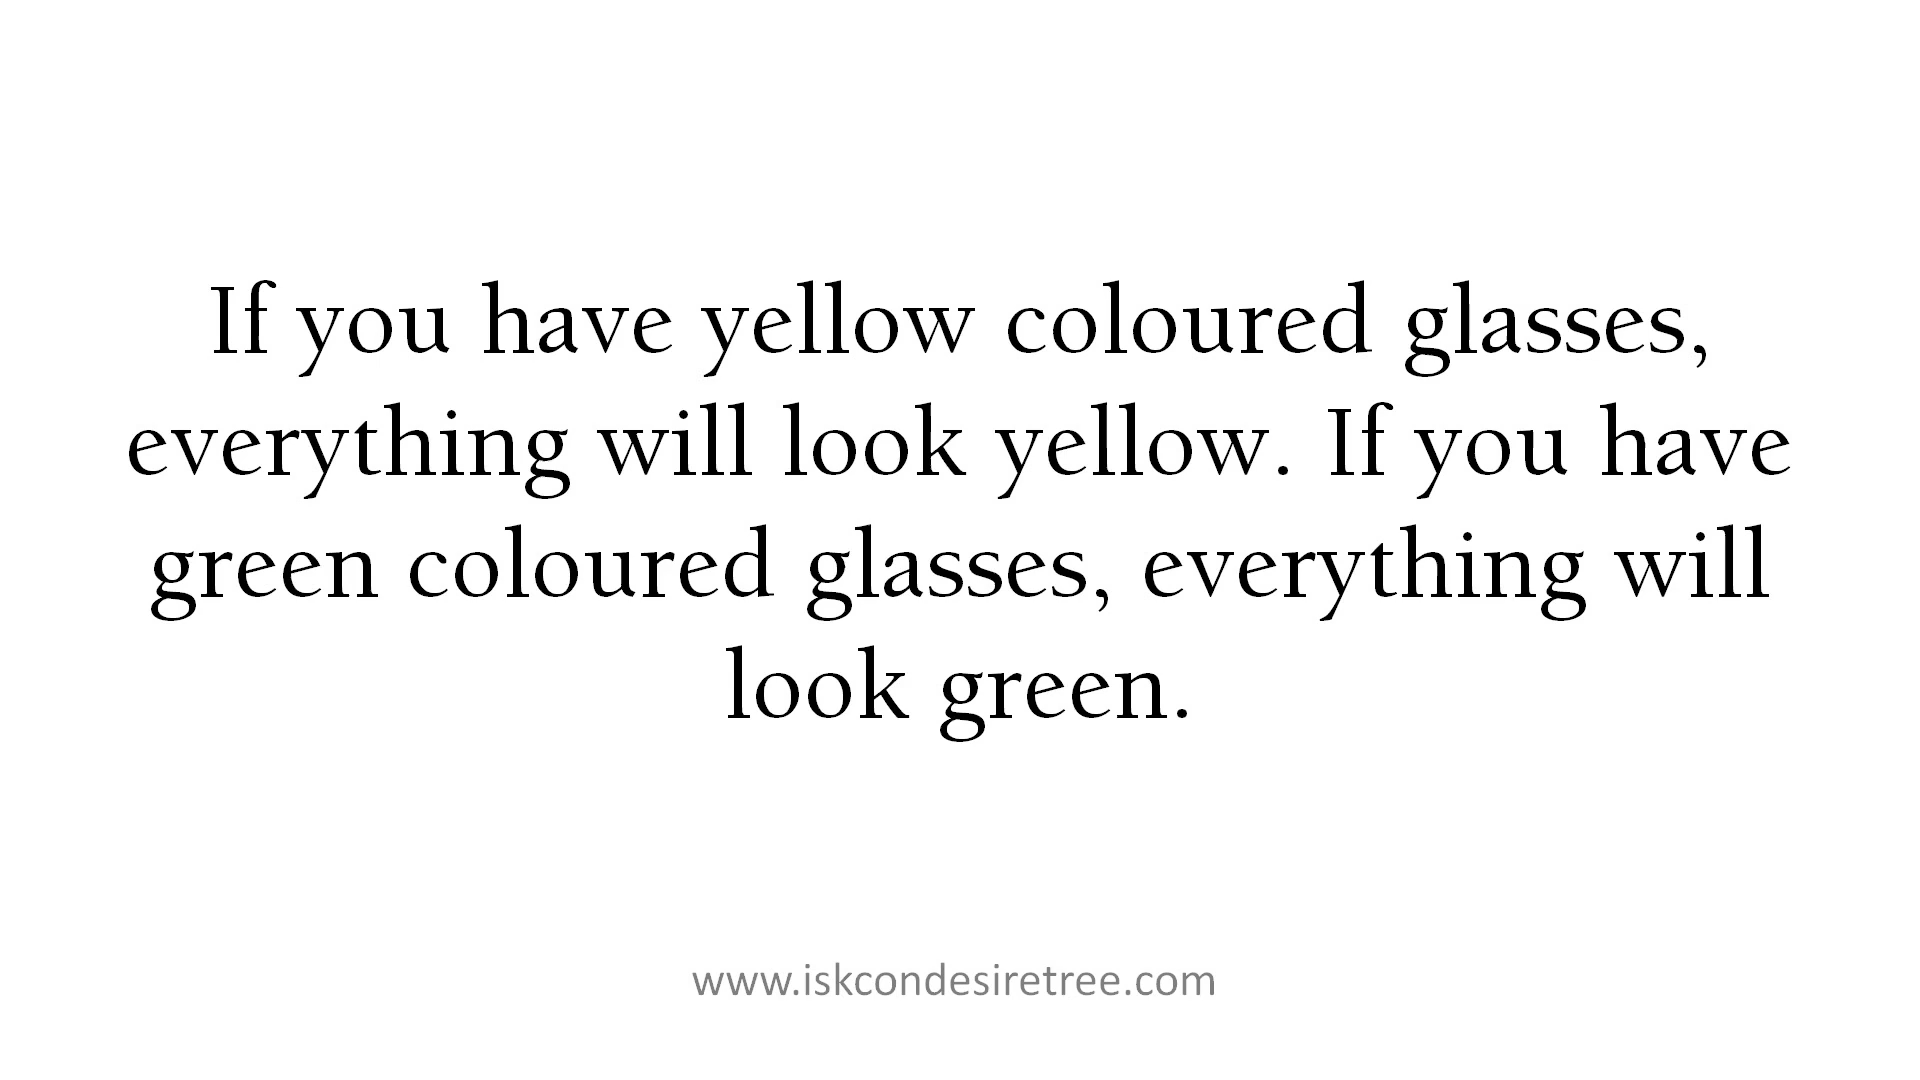 If you have yellow coloured glasses,
everything will look yellow. If you have
green coloured glasses, everything will
look green.
www.iskcondesiretree.com